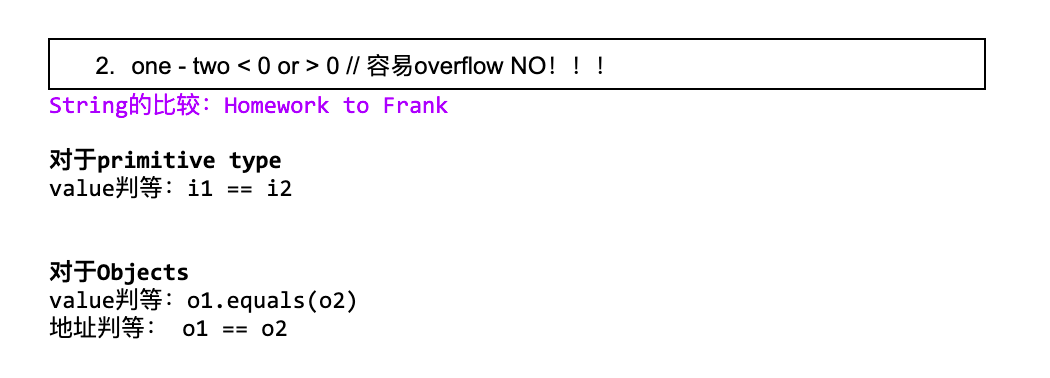 2. one - two < 0 or > 0 // 容易overflow NO！！！
String的比较：Homework to Frank
对于primitive type
value判等：i1 == i2
对于Objects
value判等：o1.equals(o2)
地址判等： o1 == o2